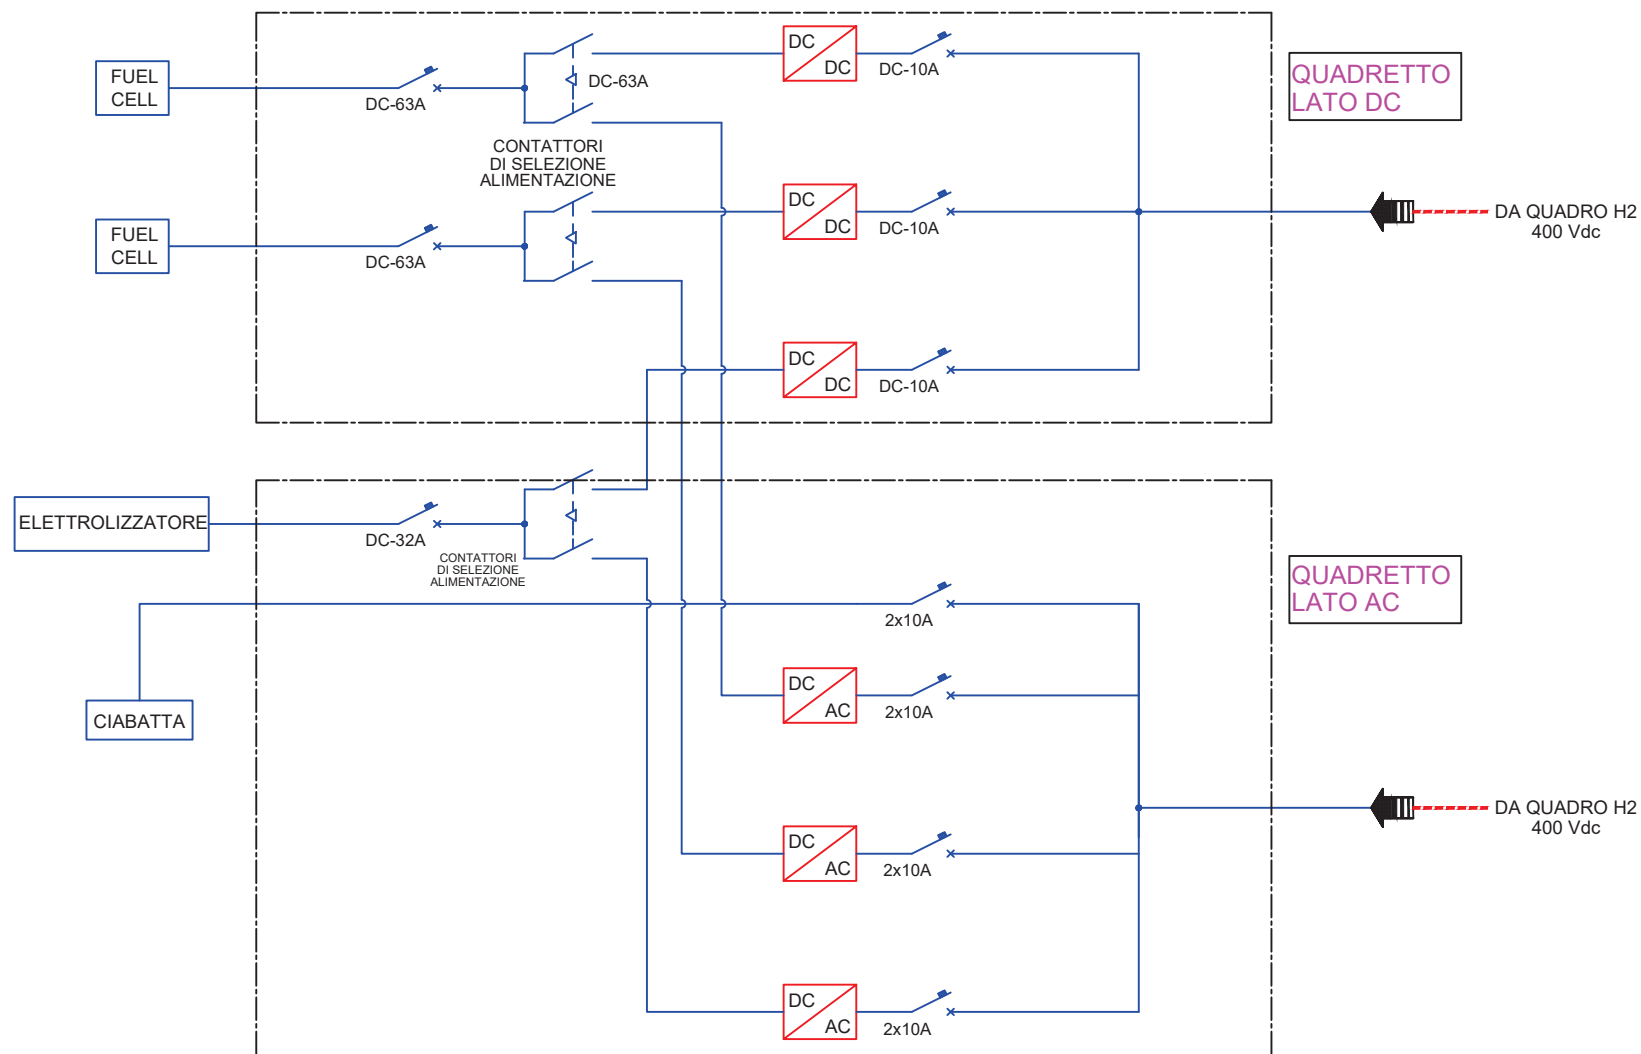 FUEL
CELL
DC-63A
DC-63A
DC
DC
DC-10A
QUADRETTO
LATO DC
CONTATTORI
DI SELEZIONE
ALIMENTAZIONE
FUEL
CELL
DC-63A
DC
DC
DC-10A
DA QUADRO H2
400 Vdc
DC
DC
DC-10A
ELETTROLIZZATORE
DC-32A
CONTATTORI
DI SELEZIONE
ALIMENTAZIONE
QUADRETTO
LATO AC
2x10A
CIABATTA
DC
AC
2x10A
DA QUADRO H2
400 Vdc
DC
AC
2x10A
DC
AC
2x10A